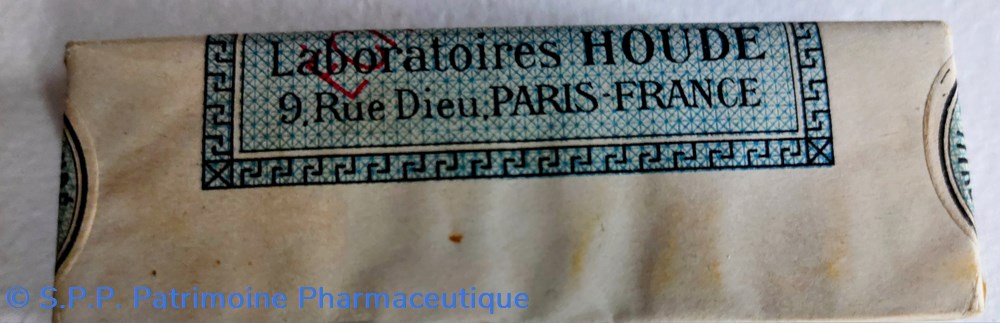 Laboratoires HOUDE
9, Rue Dieu, PARIS-FRANCE
© S.P.P. Patrimoine Pharmaceutique